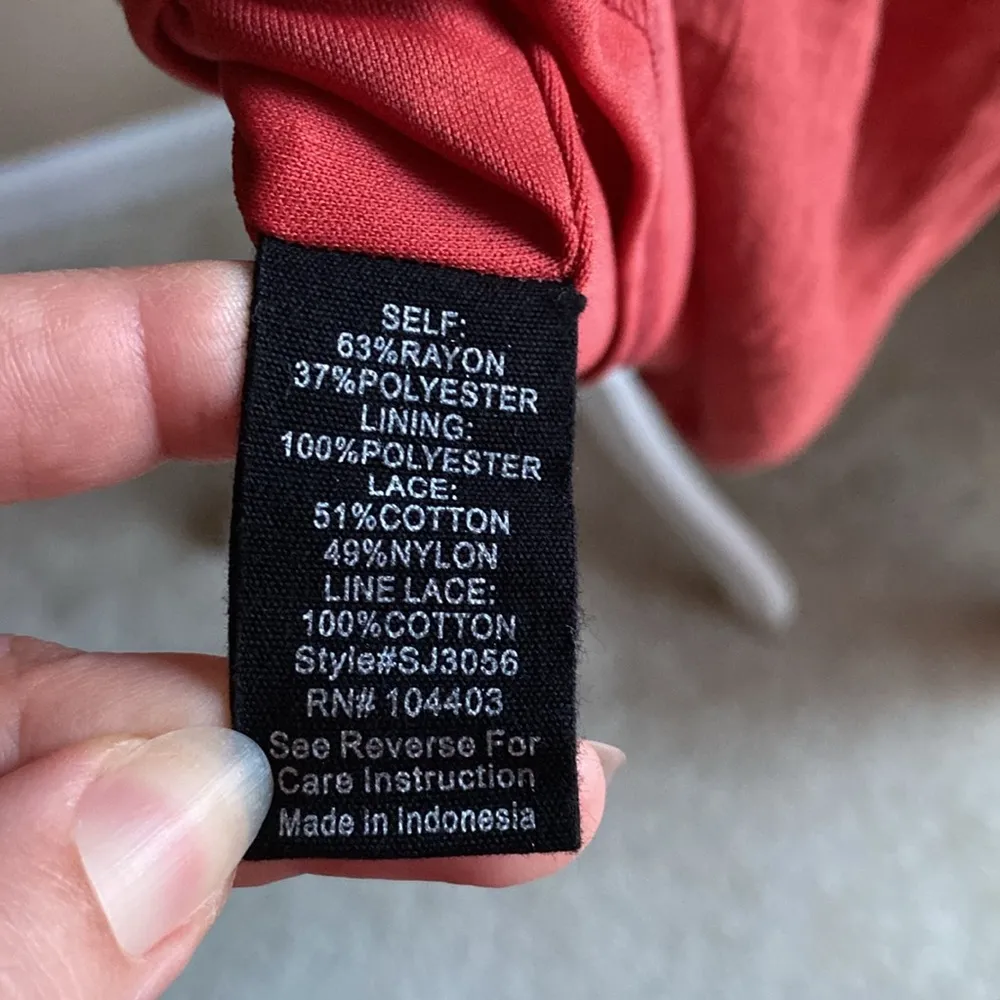 SELF:
63%RAYON
37%POLYESTER
LINING:
100%POLYESTER
LACE:
51%COTTON
49%NYLON
LINE LACE:
100%COTTON
Style#SJ3056
RN# 104403
See Reverse For
Care Instruction
Made in Indonesia